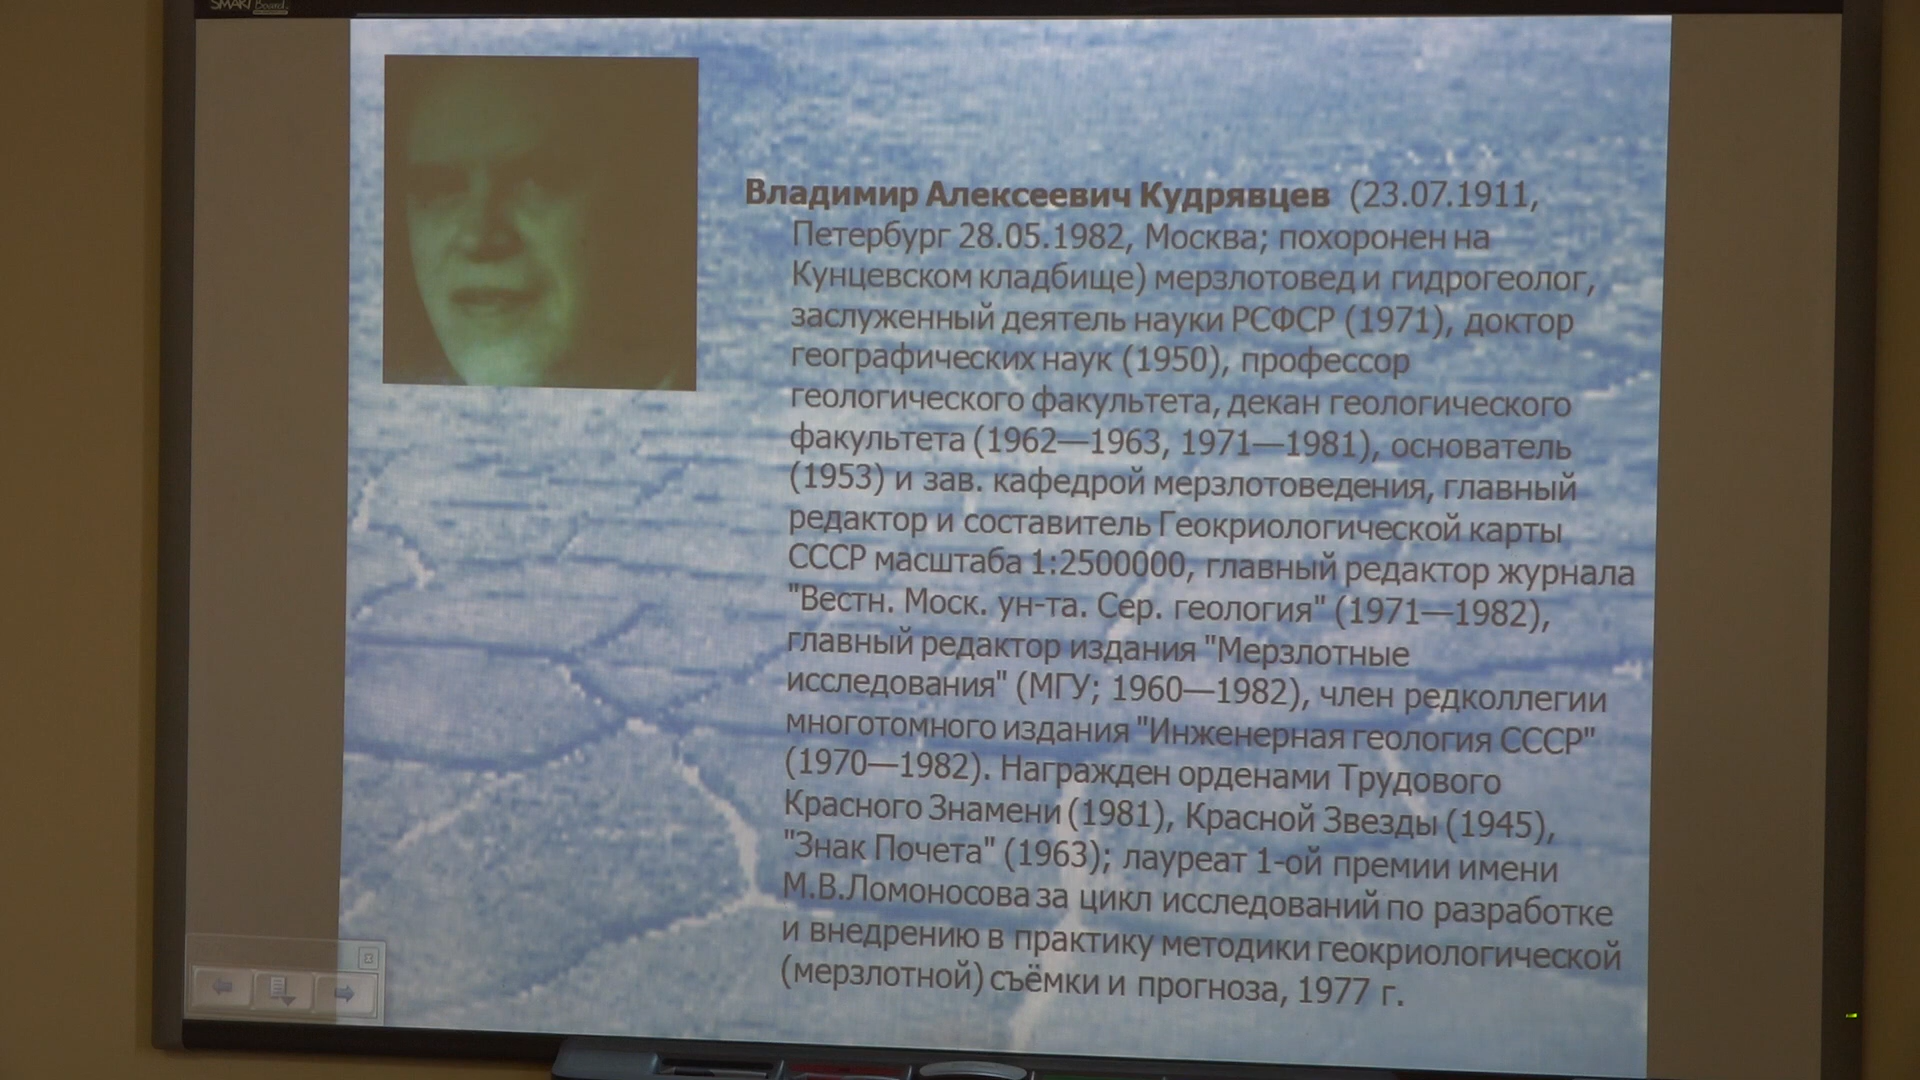 SMART Board.
Владимир Алексеевич Кудрявцев (23.07.1911,
Петербург 28.05.1982, Москва; похоронен на
Кунцевском кладбище) мерзлотовед и гидрогеолог,
заслуженный деятель науки РСФСР (1971), доктор
географических наук (1950), профессор
геологического факультета, декан геологического
факультета (1962—1963, 1971—1981), основатель
(1953) и зав. кафедрой мерзлотоведения, главный
редактор и составитель Геокриологической карты
СССР масштаба 1:2500000, главный редактор журнала
"Вестн. Моск. ун-та. Сер. геология" (1971—1982),
главный редактор издания "Мерзлотные
исследования" (МГУ; 1960—1982), член редколлегии
многотомного издания "Инженерная геология СССР"
(1970—1982). Награжден орденами Трудового
Красного Знамени (1981), Красной Звезды (1945),
"Знак Почета" (1963); лауреат 1-ой премии имени
М.В.Ломоносова за цикл исследований по разработке
и внедрению в практику методики геокриологической
(мерзлотной) съёмки и прогноза, 1977 г.